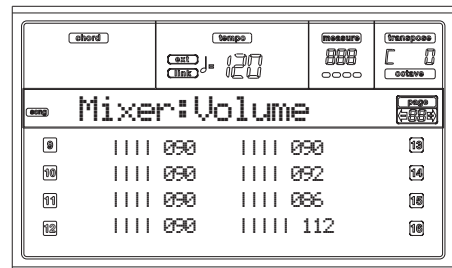 chord tempo measure transpose
ext
link
♩= 120 888 C 0
octave
song Mixer:Volume page
88
9 |||| 090 |||| 090 13
10 |||| 090 |||| 092 14
11 |||| 090 |||| 086 15
12 |||| 090 ||||| 112 16